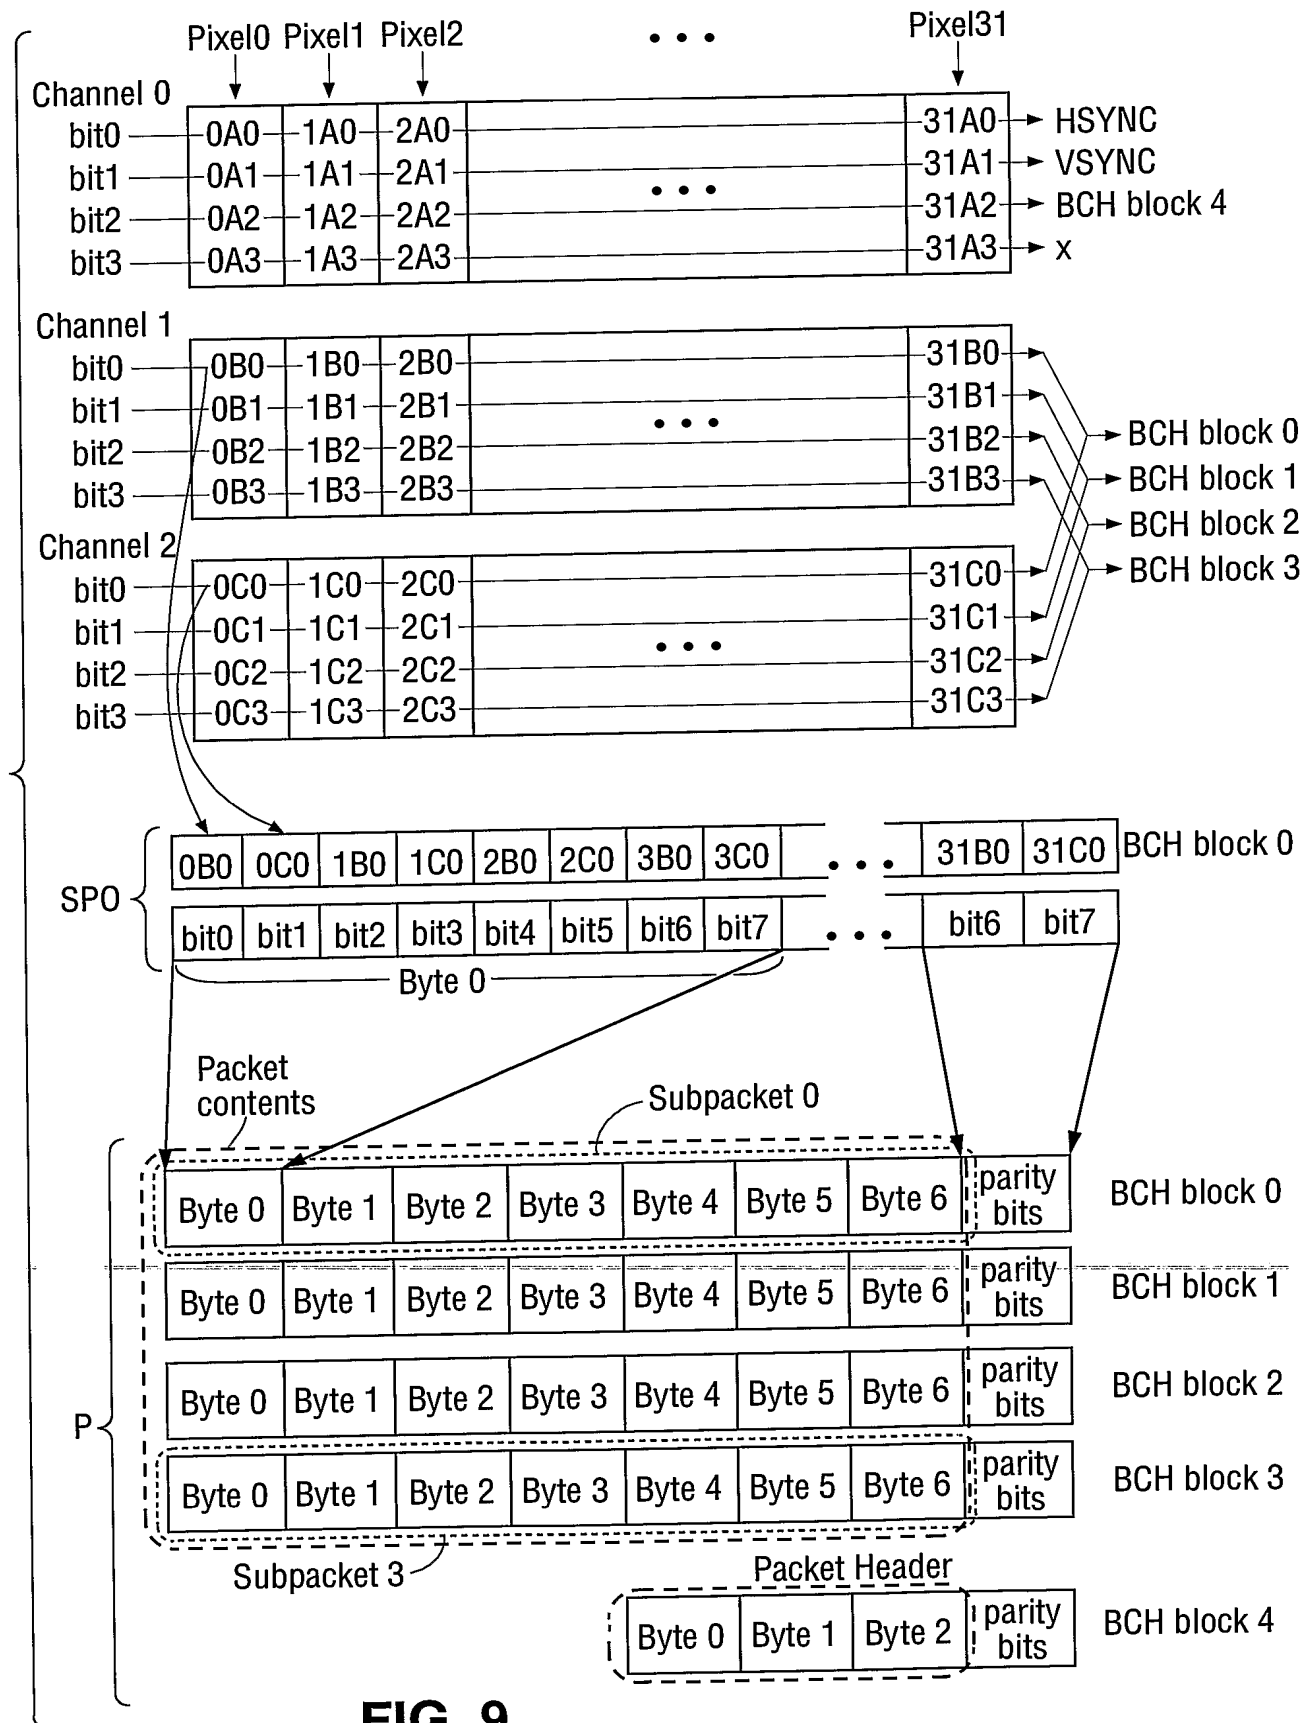 Pixel0 Pixel1 Pixel2 • • • Pixel31
Channel 0
bit0 0A0 1A0 2A0 31A0 HSYNC
bit1 0A1 1A1 2A1 31A1 VSYNC
• • •
bit2 0A2 1A2 2A2 31A2 BCH block 4
bit3 0A3 1A3 2A3 31A3 x
Channel 1
bit0 0B0 1B0 2B0 31B0
bit1 0B1 1B1 2B1 • • • 31B1
BCH block 0
bit2 0B2 1B2 2B2 31B2
BCH block 1
bit3 0B3 1B3 2B3 31B3
BCH block 2
Channel 2
BCH block 3
bit0 0C0 1C0 2C0 31C0
bit1 0C1 1C1 2C1 • • • 31C1
bit2 0C2 1C2 2C2 31C2
bit3 0C3 1C3 2C3 31C3
SPO
0B0 0C0 1B0 1C0 2B0 2C0 3B0 3C0 • • • 31B0 31C0 BCH block 0
bit0 bit1 bit2 bit3 bit4 bit5 bit6 bit7 • • • bit6 bit7
Byte 0
Packet
contents
Subpacket 0
P
Byte 0 Byte 1 Byte 2 Byte 3 Byte 4 Byte 5 Byte 6 parity bits BCH block 0
Byte 0 Byte 1 Byte 2 Byte 3 Byte 4 Byte 5 Byte 6 parity bits BCH block 1
Byte 0 Byte 1 Byte 2 Byte 3 Byte 4 Byte 5 Byte 6 parity bits BCH block 2
Byte 0 Byte 1 Byte 2 Byte 3 Byte 4 Byte 5 Byte 6 parity bits BCH block 3
Subpacket 3
Packet Header
Byte 0 Byte 1 Byte 2 parity bits BCH block 4
FIG. 9